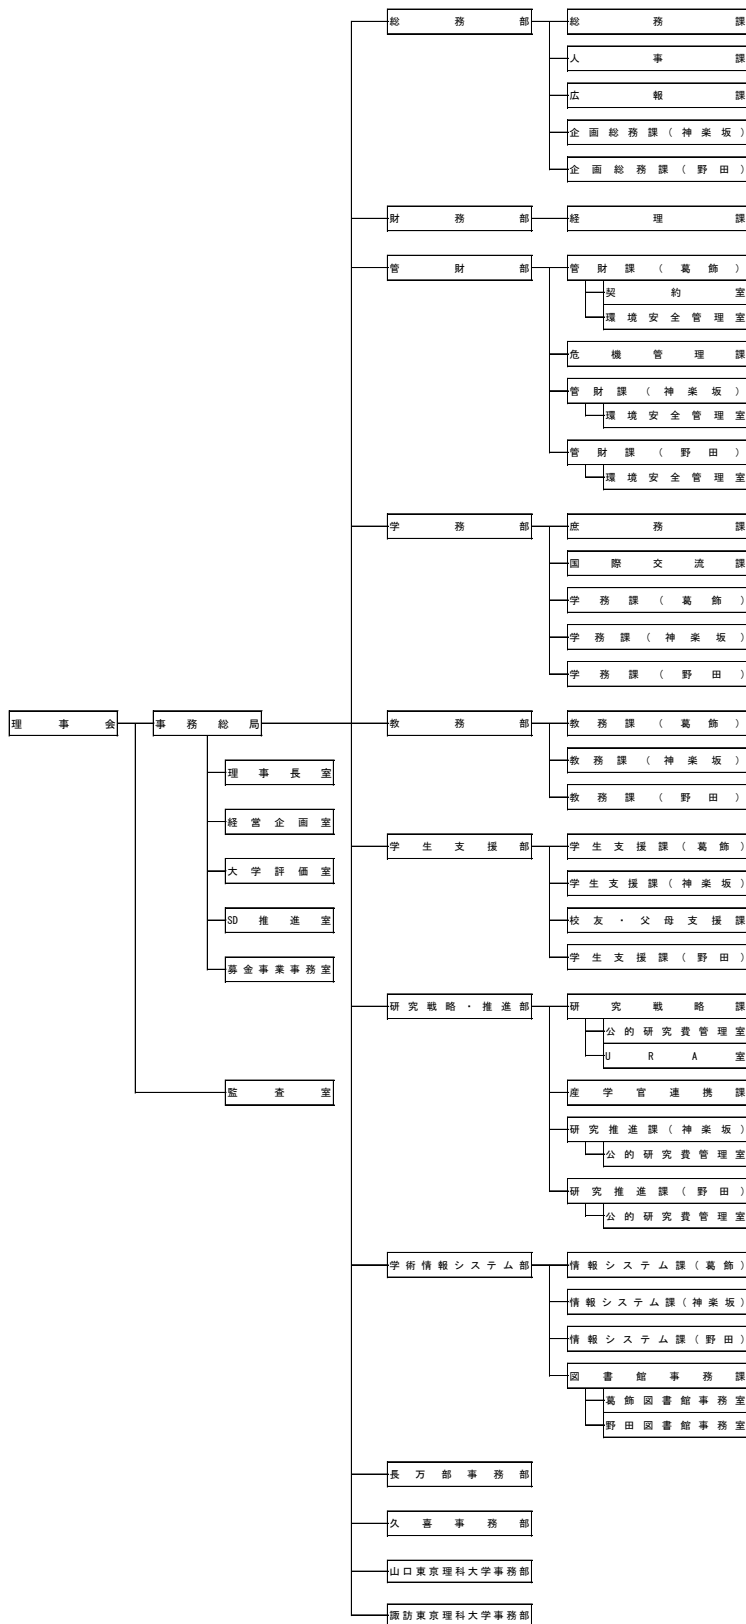 総務部
総務課
人事課
広報課
企画総務課(神楽坂)
企画総務課(野田)
財務部
経理課
管財部
管財課(葛飾)
契約室
環境安全管理室
危機管理課
管財課(神楽坂)
環境安全管理室
管財課(野田)
環境安全管理室
学務部
庶務課
国際交流課
学務課(葛飾)
学務課(神楽坂)
学務課(野田)
理事会
事務総局
教務部
教務課(葛飾)
教務課(神楽坂)
教務課(野田)
理事長室
経営企画室
大学評価室
SD推進室
募金事業事務室
監査室
学生支援部
学生支援課(葛飾)
学生支援課(神楽坂)
校友・父母支援課
学生支援課(野田)
研究戦略・推進部
研究戦略課
公的研究費管理室
URA室
産学官連携課
研究推進課(神楽坂)
公的研究費管理室
研究推進課(野田)
公的研究費管理室
学術情報システム部
情報システム課(葛飾)
情報システム課(神楽坂)
情報システム課(野田)
図書館事務課
葛飾図書館事務室
野田図書館事務室
長万部事務部
久喜事務部
山口東京理科大学事務部
諏訪東京理科大学事務部